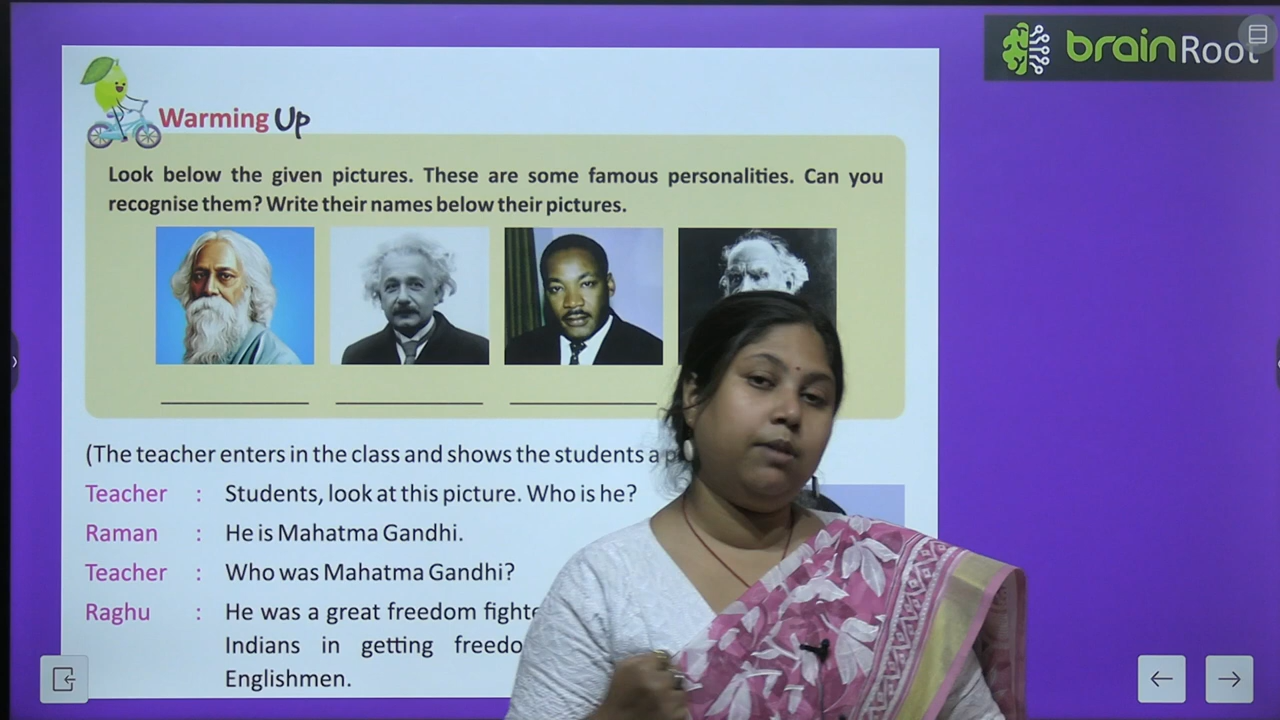 brainRoot
Warming Up
Look below the given pictures. These are some famous personalities. Can you
recognise them? Write their names below their pictures.
(The teacher enters in the class and shows the students a
Teacher : Students, look at this picture. Who is he?
Raman : He is Mahatma Gandhi.
Teacher : Who was Mahatma Gandhi?
Raghu : He was a great freedom
Indians in getting
Englishmen.